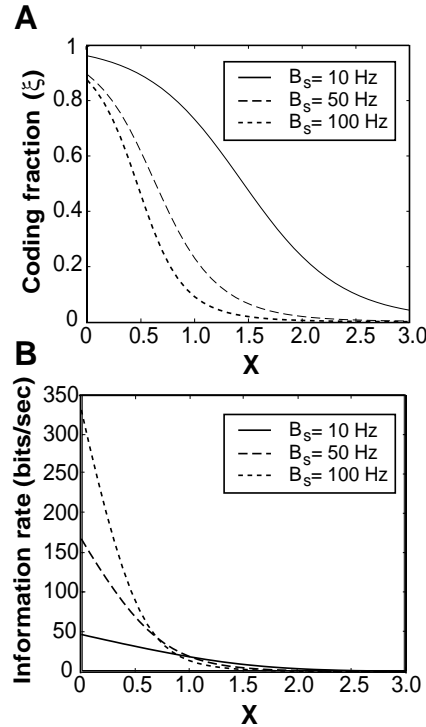 A
Coding fraction (ξ)
1
0.8
0.6
0.4
0.2
0
B_s= 10 Hz
B_s= 50 Hz
B_s= 100 Hz
0 0.5 1.0 1.5 2.0 2.5 3.0
X
B
Information rate (bits/sec)
350
300
250
200
150
100
50
0
B_s= 10 Hz
B_s= 50 Hz
B_s= 100 Hz
0 0.5 1.0 1.5 2.0 2.5 3.0
X